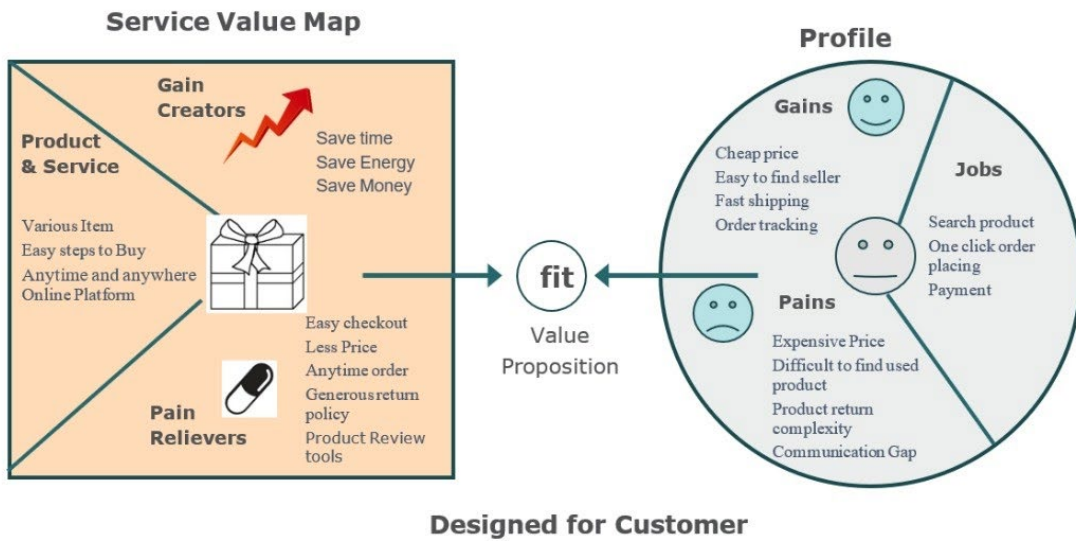 Service Value Map
Gain
Creators
Save time
Save Energy
Save Money
Product
& Service
Various Item
Easy steps to Buy
Anytime and anywhere
Online Platform
Easy checkout
Less Price
Anytime order
Generous return
policy
Product Review
tools
Pain
Relievers
fit
Value
Proposition
Profile
Gains
Cheap price
Easy to find seller
Fast shipping
Order tracking
Jobs
Search product
One click order
placing
Payment
Pains
Expensive Price
Difficult to find used
product
Product return
complexity
Communication Gap
Designed for Customer